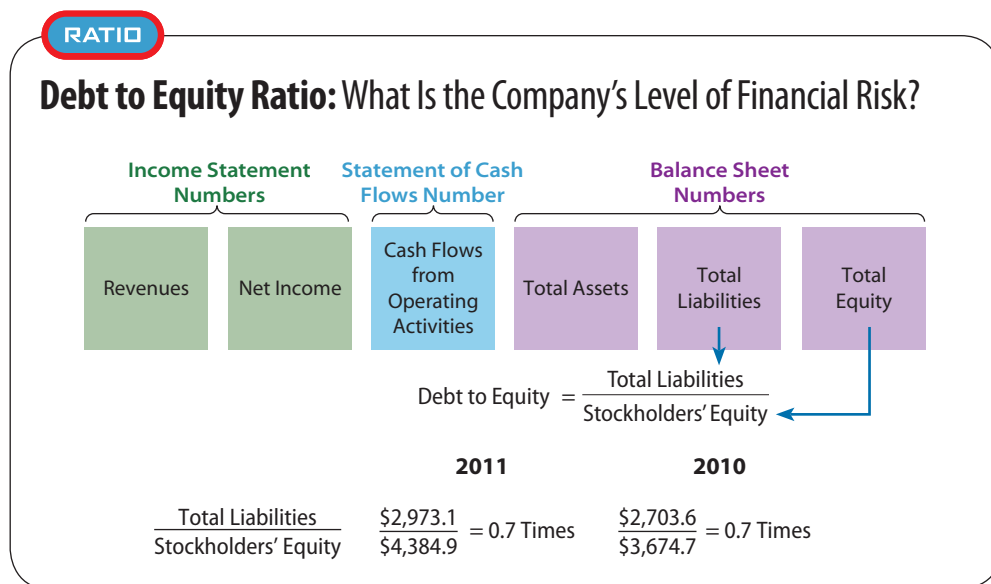 RATIO
Debt to Equity Ratio: What Is the Company's Level of Financial Risk?
Income Statement
Numbers
Statement of Cash
Flows Number
Balance Sheet
Numbers
Revenues
Net Income
Cash Flows
from
Operating
Activities
Total Assets
Total
Liabilities
Total
Equity
Debt to Equity = Total Liabilities
Stockholders' Equity
2011 2010
Total Liabilities $2,973.1 = 0.7 Times $2,703.6 = 0.7 Times
Stockholders' Equity $4,384.9 $3,674.7